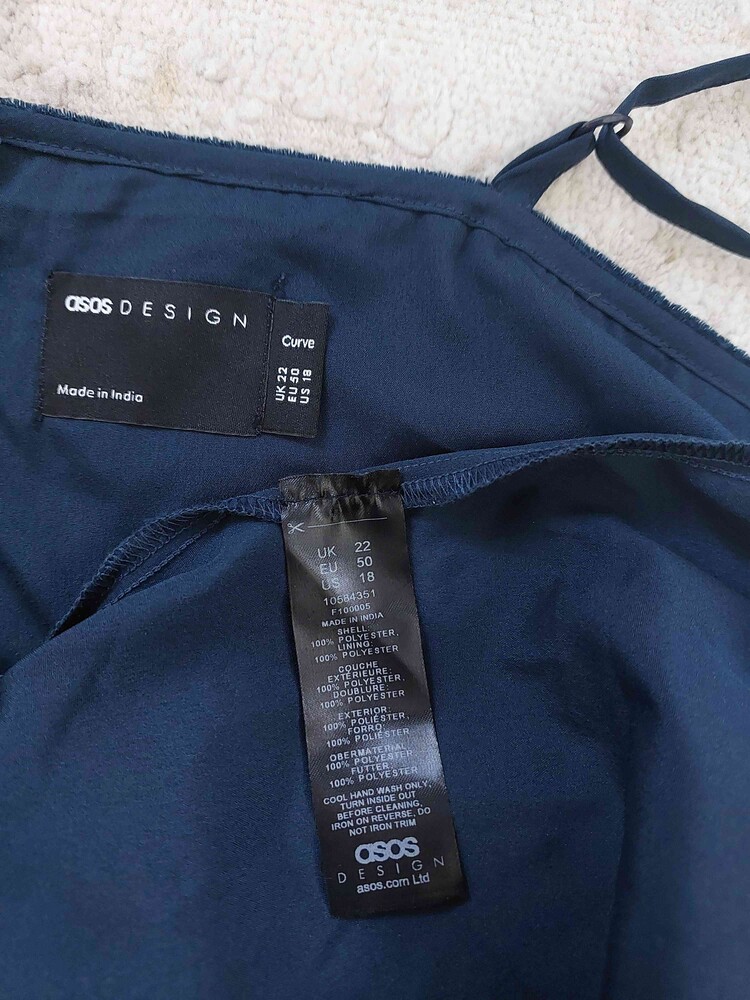 asos DESIGN
Made in India
Curve
UK 22
EU 50
US 18
UK 22
EU 50
US 18
10584351
F100005
MADE IN INDIA
SHELL:
100% POLYESTER,
LINING:
100% POLYESTER
COUCHE
EXTÉRIEURE:
100% POLYESTER,
DOUBLURE:
100% POLYESTER
EXTERIOR:
100% POLIÉSTER,
FORRO:
100% POLIÉSTER
OBERMATERIAL:
100% POLYESTER
FUTTER:
100% POLYESTER
COOL HAND WASH ONLY,
TURN INSIDE OUT
BEFORE CLEANING,
IRON ON REVERSE, DO
NOT IRON TRIM
asos
DESIGN
asos.com Ltd